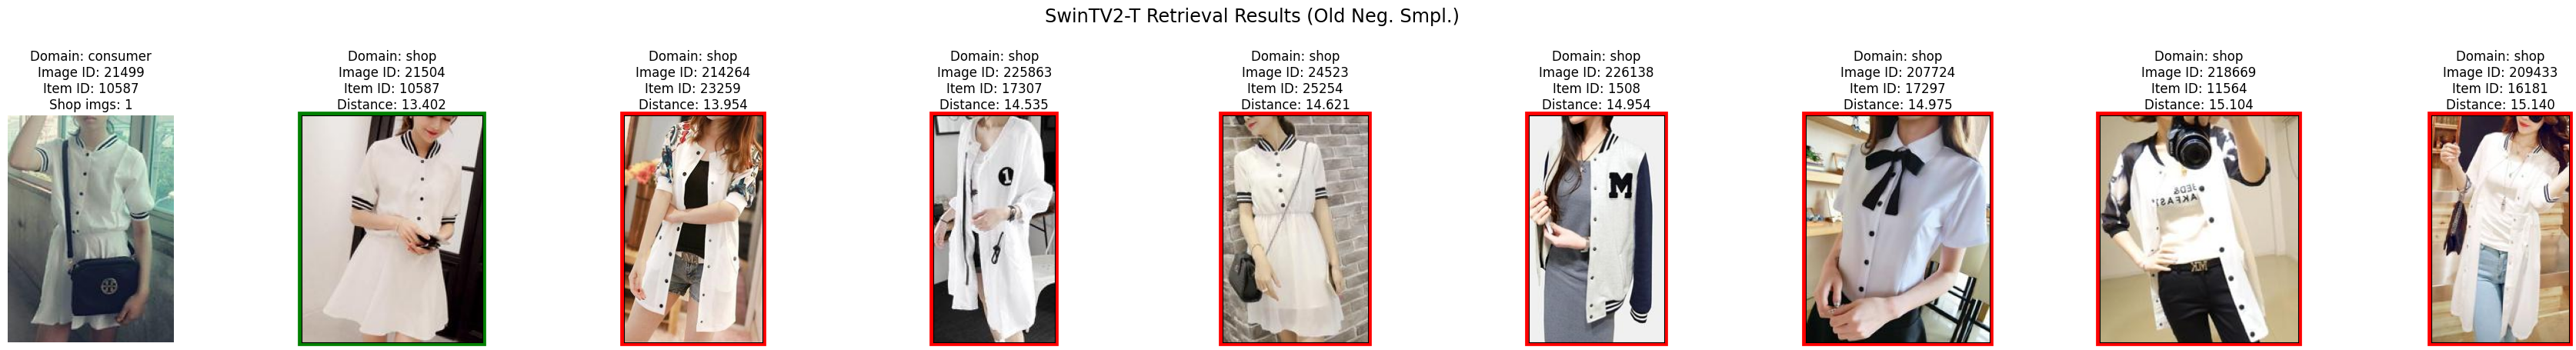 SwinTV2-T Retrieval Results (Old Neg. Smpl.)
Domain: consumer
Image ID: 21499
Item ID: 10587
Shop imgs: 1
Domain: shop
Image ID: 21504
Item ID: 10587
Distance: 13.402
Domain: shop
Image ID: 214264
Item ID: 23259
Distance: 13.954
Domain: shop
Image ID: 225863
Item ID: 17307
Distance: 14.535
1
Domain: shop
Image ID: 24523
Item ID: 25254
Distance: 14.621
Domain: shop
Image ID: 226138
Item ID: 1508
Distance: 14.954
M
Domain: shop
Image ID: 207724
Item ID: 17297
Distance: 14.975
Domain: shop
Image ID: 218669
Item ID: 11564
Distance: 15.104
Domain: shop
Image ID: 209433
Item ID: 16181
Distance: 15.140